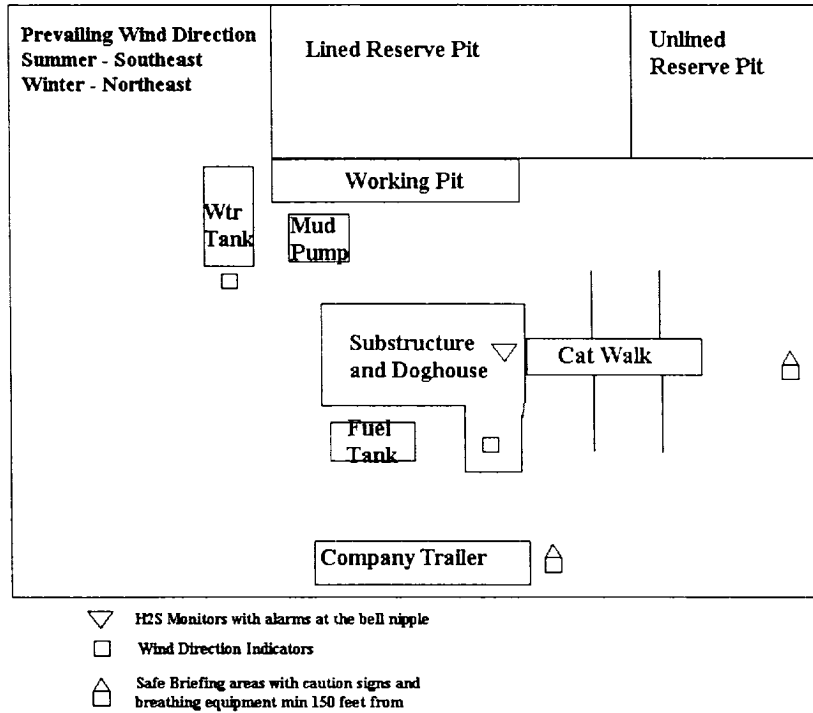 Prevailing Wind Direction
Summer - Southeast
Winter - Northeast
Lined Reserve Pit
Unlined
Reserve Pit
Working Pit
Wtr
Tank
Mud
Pump
Substructure
and Doghouse
Cat Walk
Fuel
Tank
Company Trailer
H2S Monitors with alarms at the bell nipple
Wind Direction Indicators
Safe Briefing areas with caution signs and
breathing equipment min 150 feet from